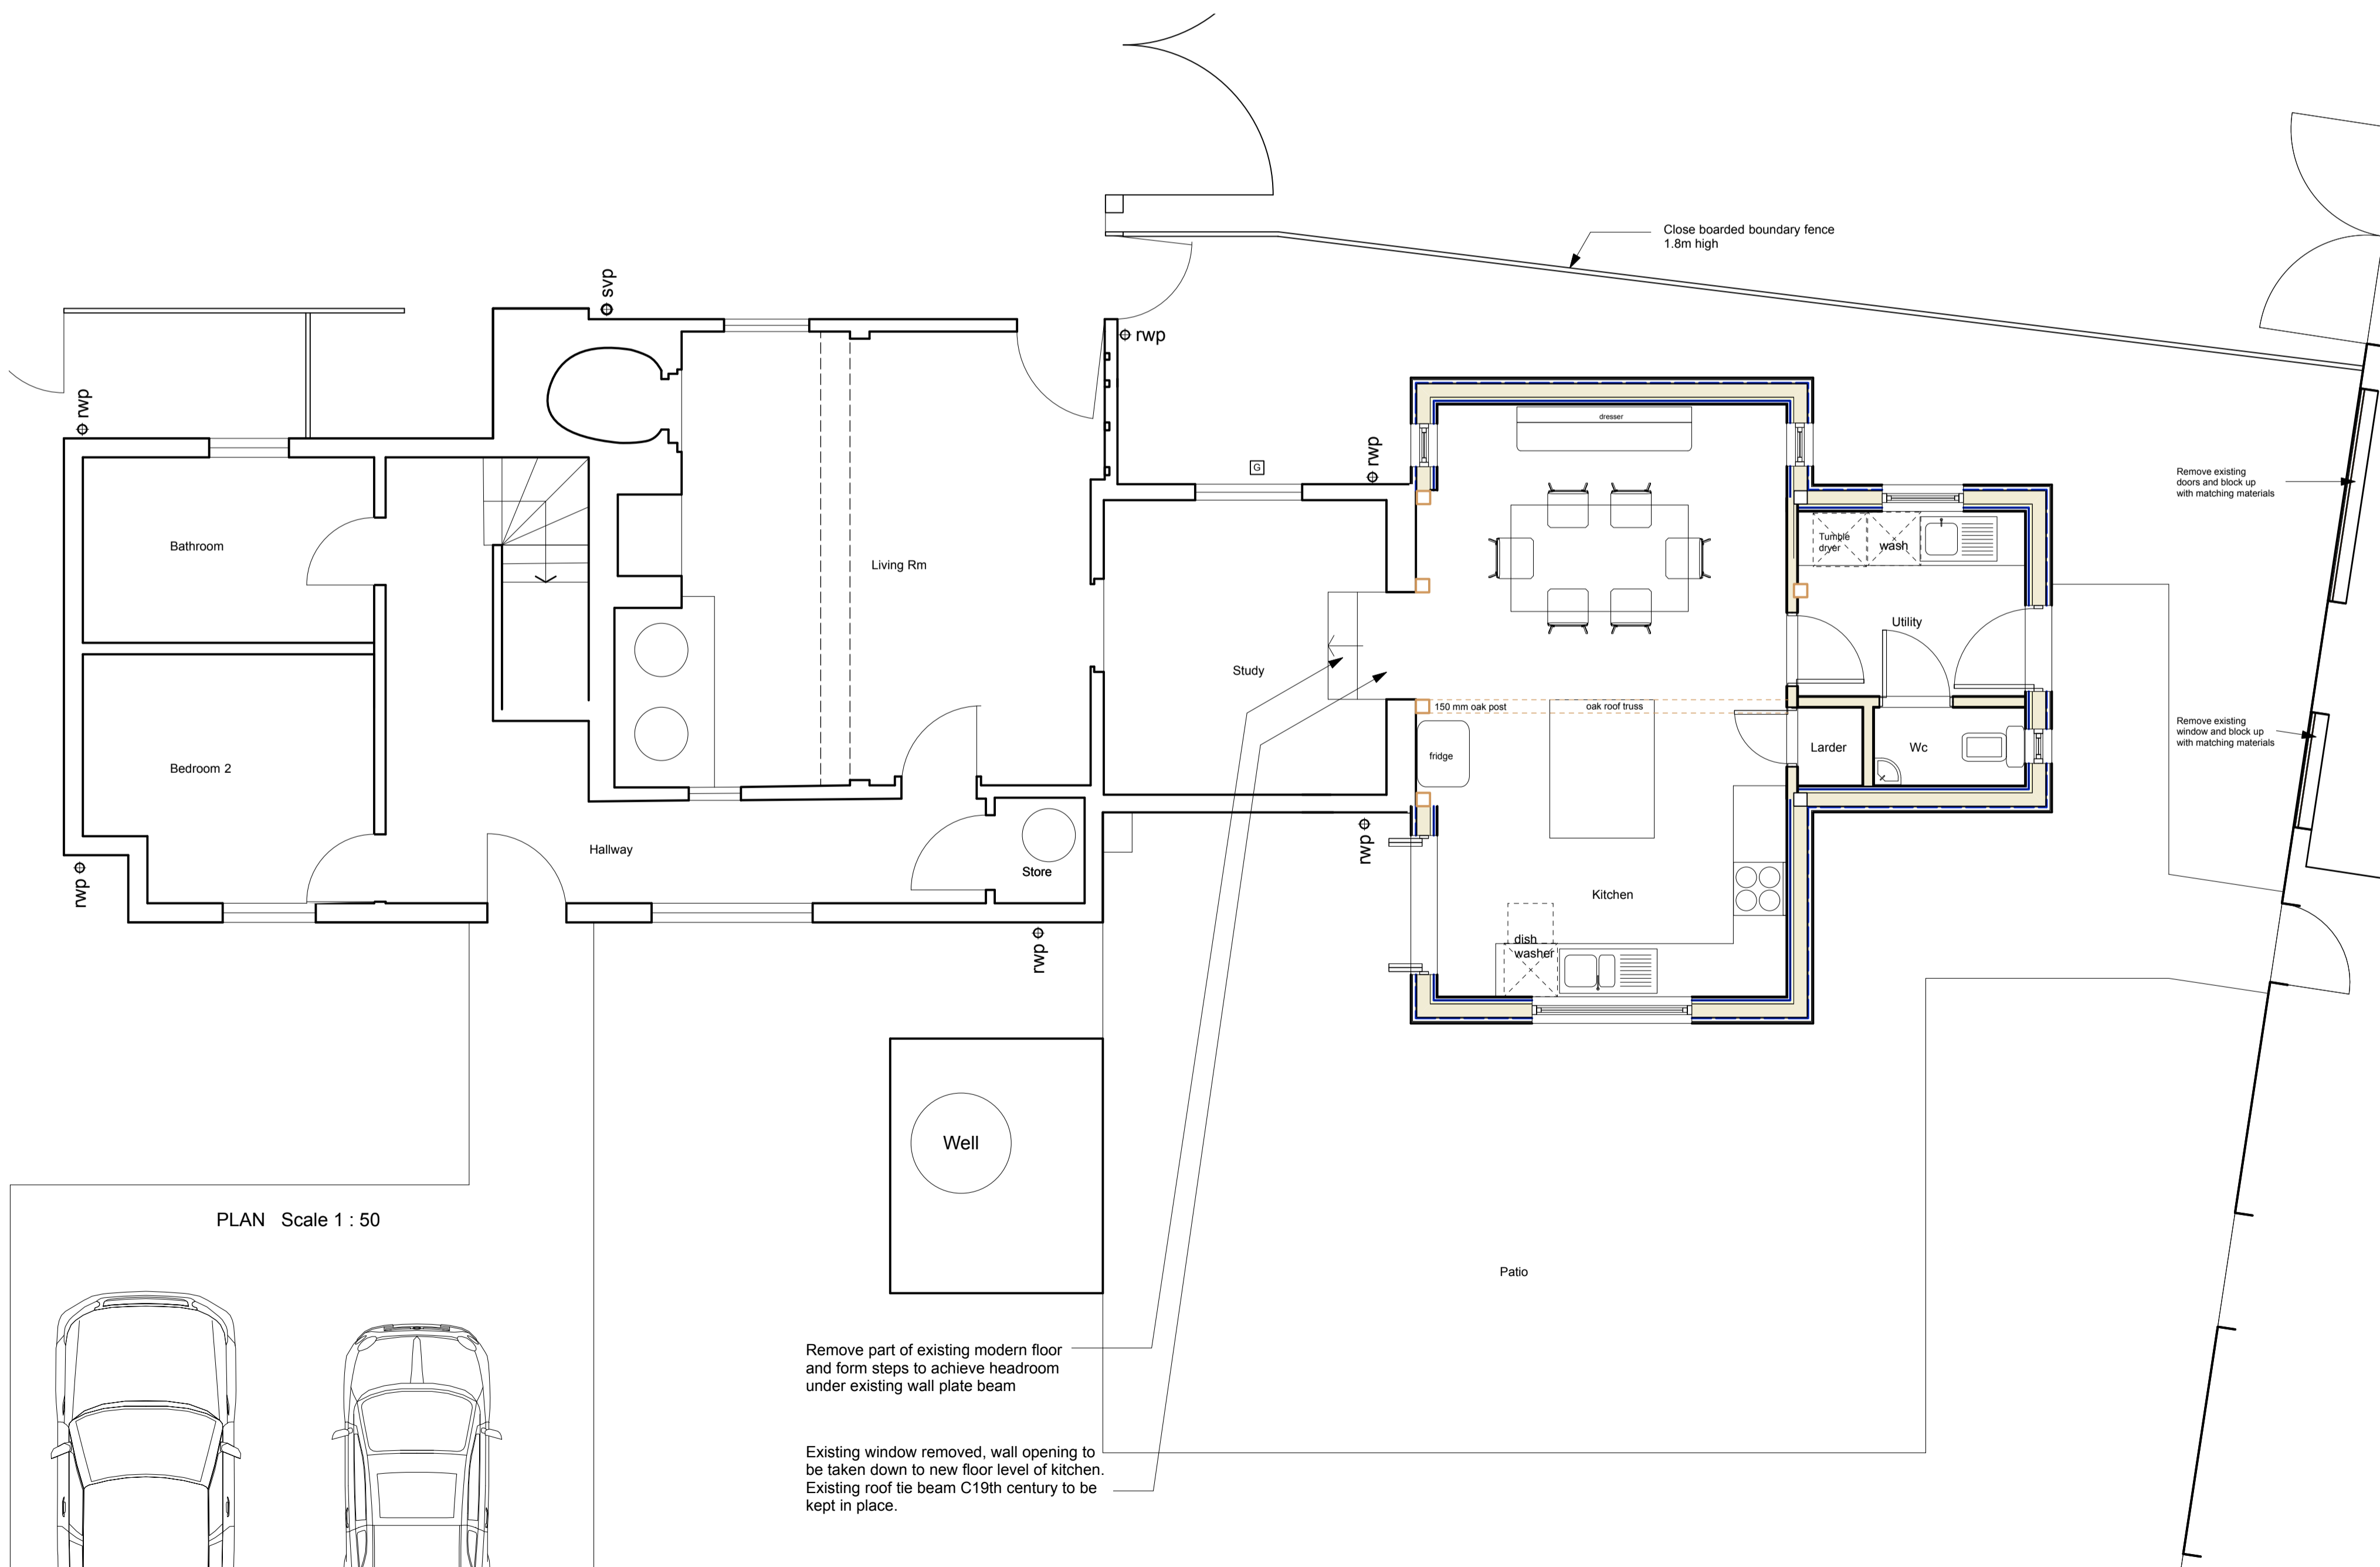 Close boarded boundary fence
1.8m high
svp
rwp
rwp
rwp
rwp
dresser
G
Remove existing
doors and block up
with matching materials
Tumble
dryer
wash
Bathroom
Living Rm
Utility
Study
150 mm oak post
oak roof truss
Remove existing
window and block up
with matching materials
fridge
Larder
Wc
Bedroom 2
Hallway
Store
rwp
rwp
rwp
Kitchen
dish
washer
Well
PLAN Scale 1 : 50
Patio
Remove part of existing modern floor
and form steps to achieve headroom
under existing wall plate beam
Existing window removed, wall opening to
be taken down to new floor level of kitchen.
Existing roof tie beam C19th century to be
kept in place.